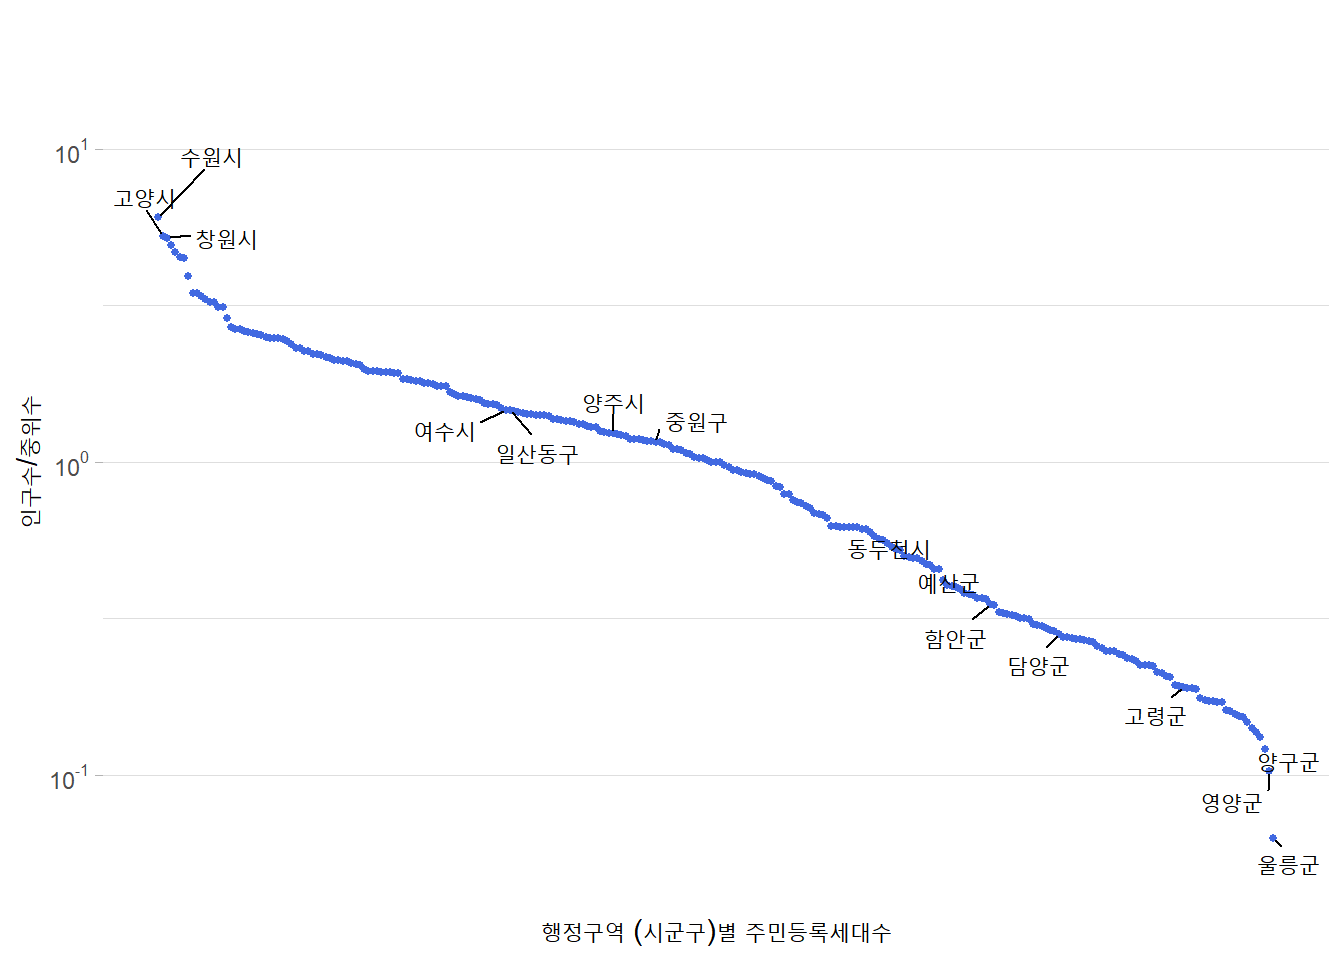 10¹
수원시
고양시
창원시
양주시
중원구
여수시
일산동구
10⁰
인구수/중위수
동두천시
예산군
함안군
담양군
고령군
양구군
10⁻¹
영양군
울릉군
행정구역 (시군구)별 주민등록세대수